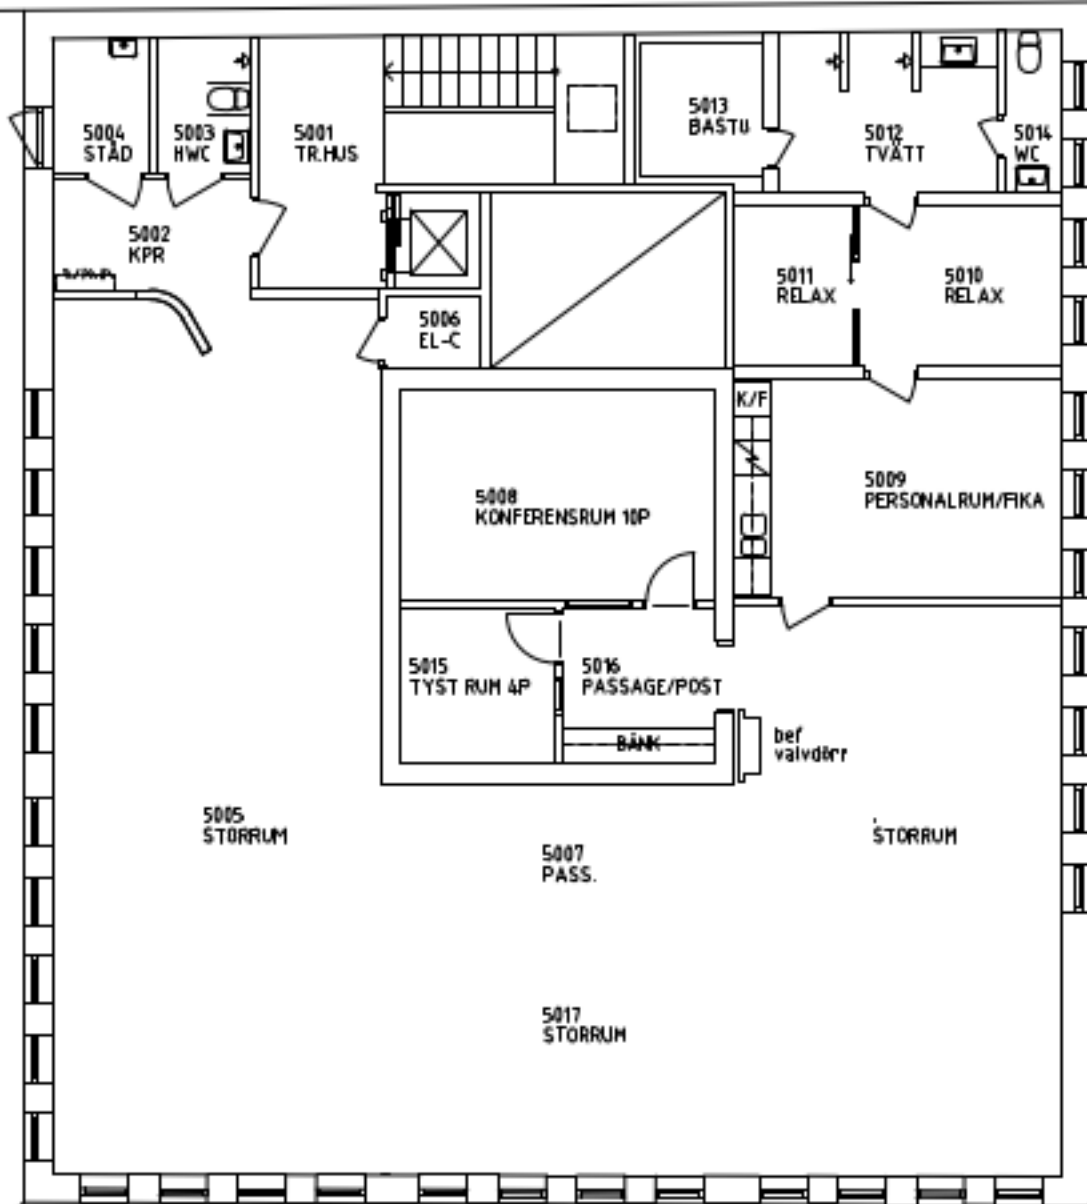 5004
STÄD
5003
HWC
5001
TR.HUS
5013
BASTU
5012
TVÄTT
5014
WC
5002
KPR
5006
EL-C
5011
RELAX
5010
RELAX
K/F
5008
KONFERENSRUM 10P
5009
PERSONALRUM/FIKA
5015
TYST RUM 4P
5016
PASSAGE/POST
BÄNK
bef
valvdörr
5005
STORRUM
5007
PASS.
STORRUM
5017
STORRUM